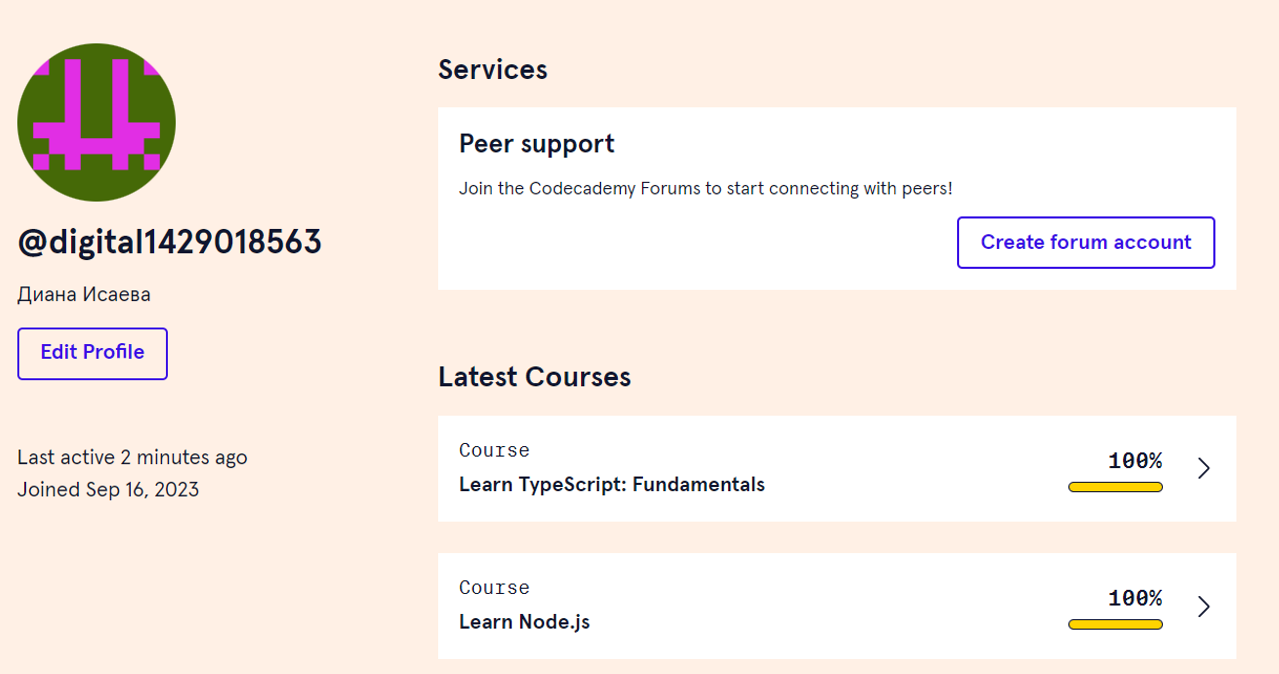 @digital1429018563
Диана Исаева
Edit Profile
Last active 2 minutes ago
Joined Sep 16, 2023
Services
Peer support
Join the Codecademy Forums to start connecting with peers!
Create forum account
Latest Courses
Course
Learn TypeScript: Fundamentals
100%
Course
Learn Node.js
100%